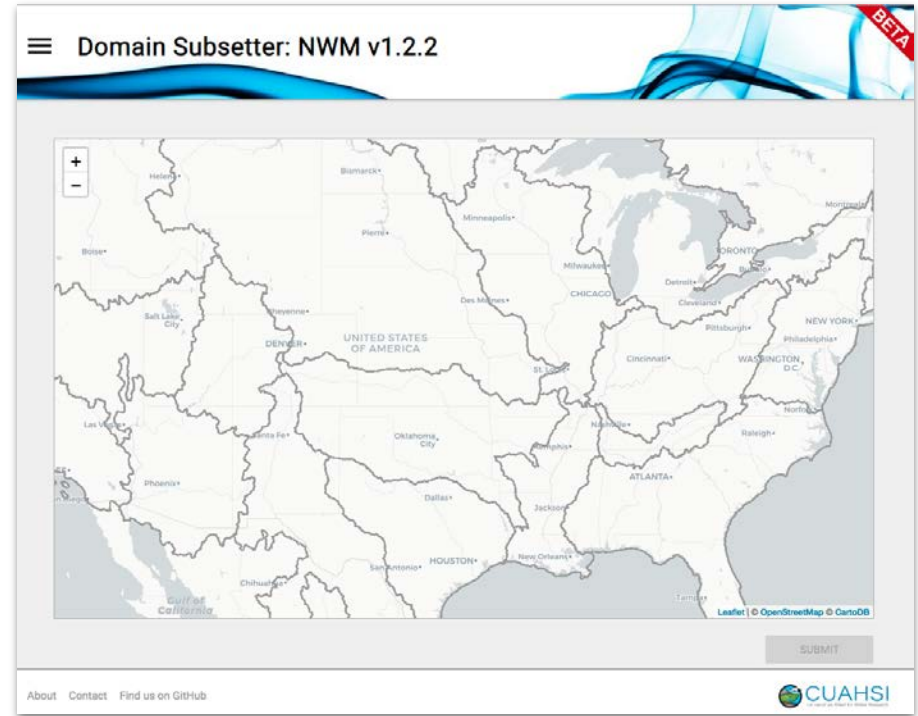 Domain Subsetter: NWM v1.2.2
BETA
+
−
Helena
Bismarck
Montreal
Minneapolis
Pierre
Boise
TORONTO
Milwaukee
Buffalo
Detroit
CHICAGO
Des Moines
Cleveland
Salt Lake City
Cheyenne
NEW YORK
Pittsburgh
Philadelphia
UNITED STATES
OF AMERICA
DENVER
Cincinnati
WASHINGTON
D.C.
St. Louis
Norfolk
Las Vegas
Santa Fe
Oklahoma
City
Nashville
Raleigh
Memphis
Phoenix
ATLANTA
Dallas
Jackson
San Antonio
HOUSTON
New Orleans
Chihuahua
Gulf of
California
Tampa
Leaflet | © OpenStreetMap © CartoDB
SUBMIT
About Contact Find us on GitHub
CUAHSI